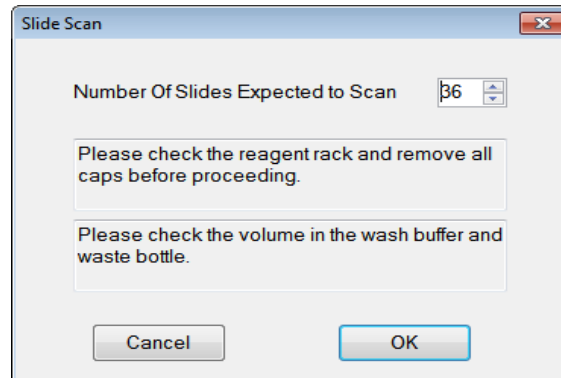 Slide Scan
Number Of Slides Expected to Scan 36
Please check the reagent rack and remove all
caps before proceeding.
Please check the volume in the wash buffer and
waste bottle.
Cancel OK